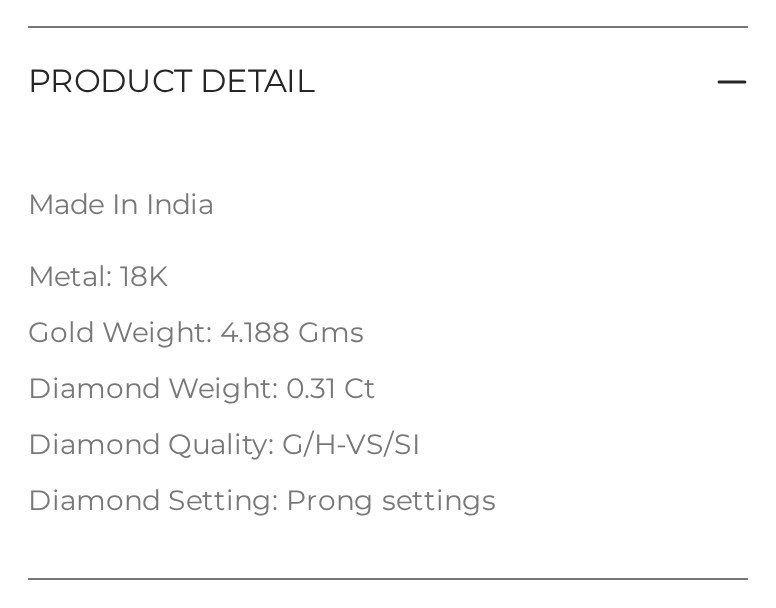 PRODUCT DETAIL
Made In India
Metal: 18K
Gold Weight: 4.188 Gms
Diamond Weight: 0.31 Ct
Diamond Quality: G/H-VS/SI
Diamond Setting: Prong settings